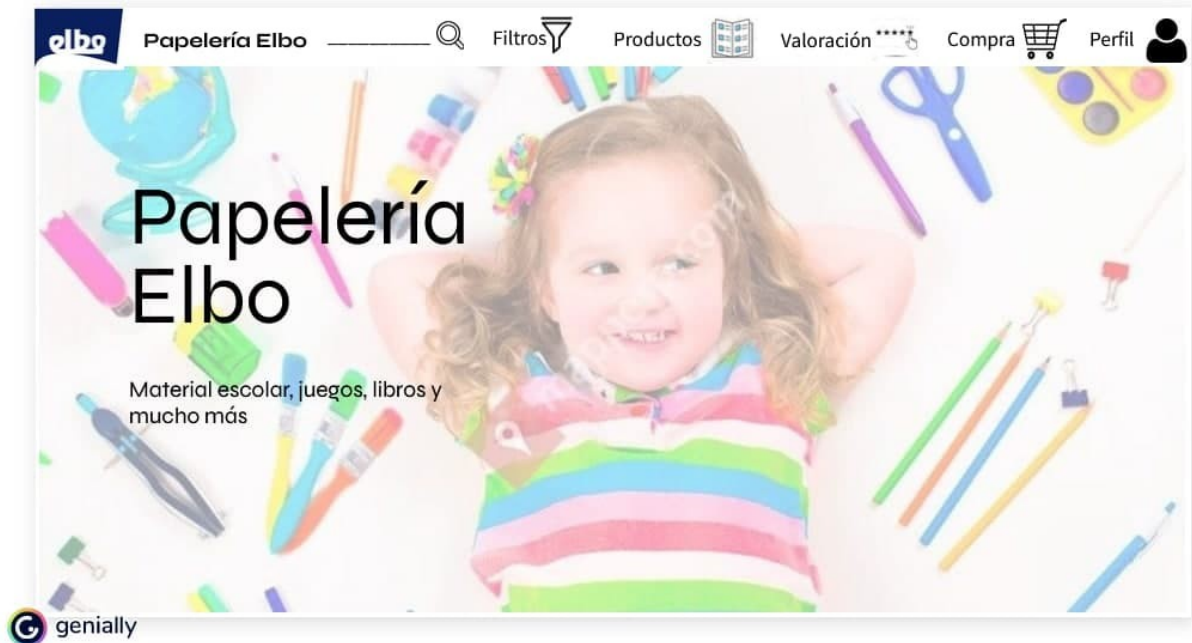 elbo
Papelería Elbo
Filtros
Productos
Valoración
Compra
Perfil
Papelería
Elbo
Material escolar, juegos, libros y
mucho más
genially